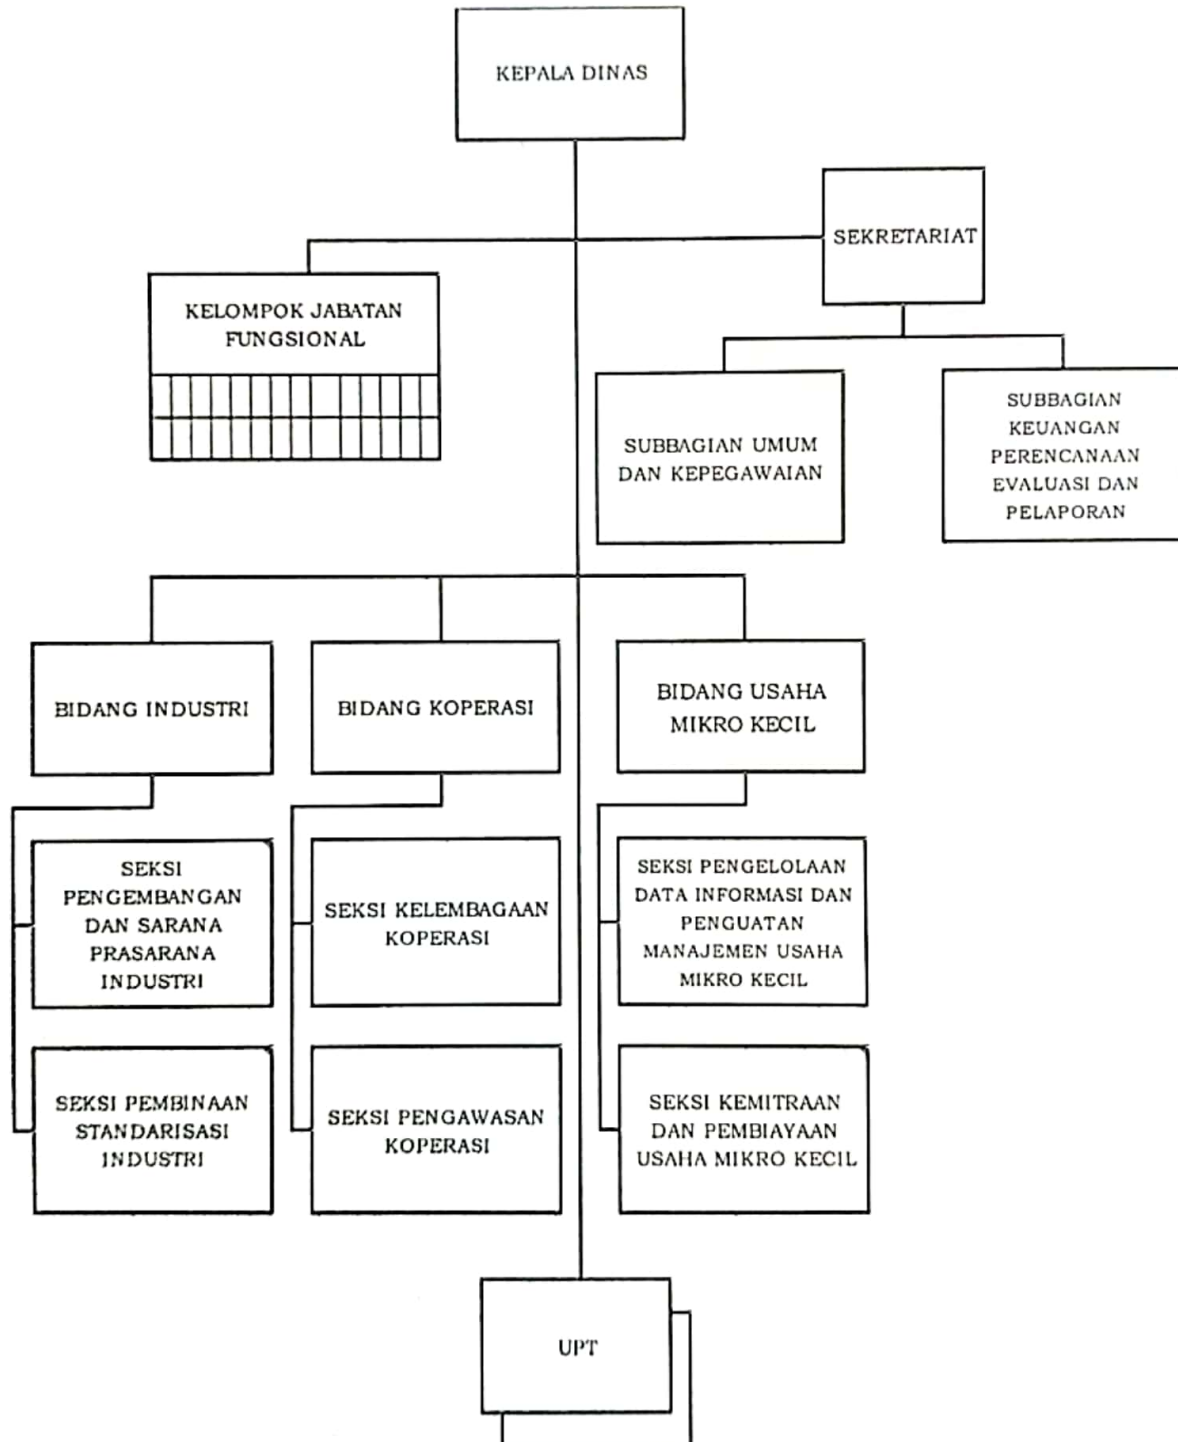 KEPALA DINAS
SEKRETARIAT
KELOMPOK JABATAN
FUNGSIONAL
SUBBAGIAN UMUM
DAN KEPEGAWAIAN
SUBBAGIAN
KEUANGAN
PERENCANAAN
EVALUASI DAN
PELAPORAN
BIDANG INDUSTRI
BIDANG KOPERASI
BIDANG USAHA
MIKRO KECIL
SEKSI
PENGEMBANGAN
DAN SARANA
PRASARANA
INDUSTRI
SEKSI KELEMBAGAAN
KOPERASI
SEKSI PENGELOLAAN
DATA INFORMASI DAN
PENGUATAN
MANAJEMEN USAHA
MIKRO KECIL
SEKSI PEMBINAAN
STANDARISASI
INDUSTRI
SEKSI PENGAWASAN
KOPERASI
SEKSI KEMITRAAN
DAN PEMBIAYAAN
USAHA MIKRO KECIL
UPT